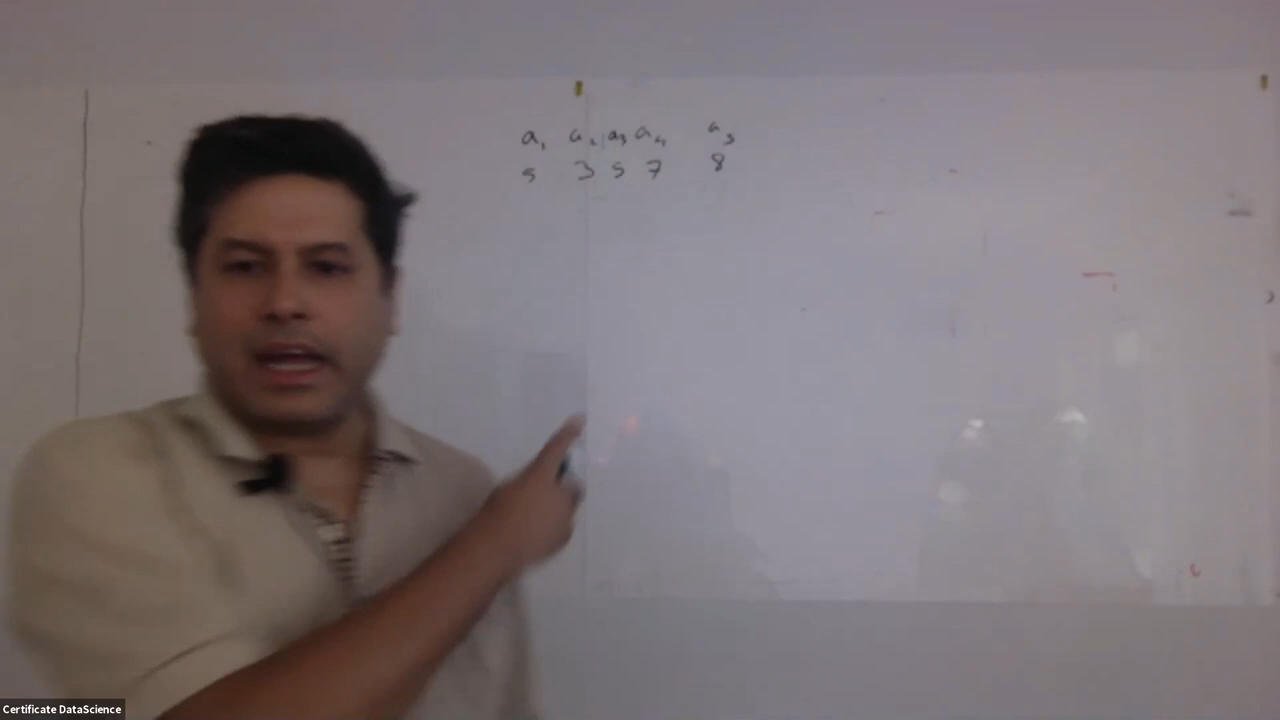 a₁ a₂ a₃ a₄ a₅
5 3 5 7 8
Certificate DataScience